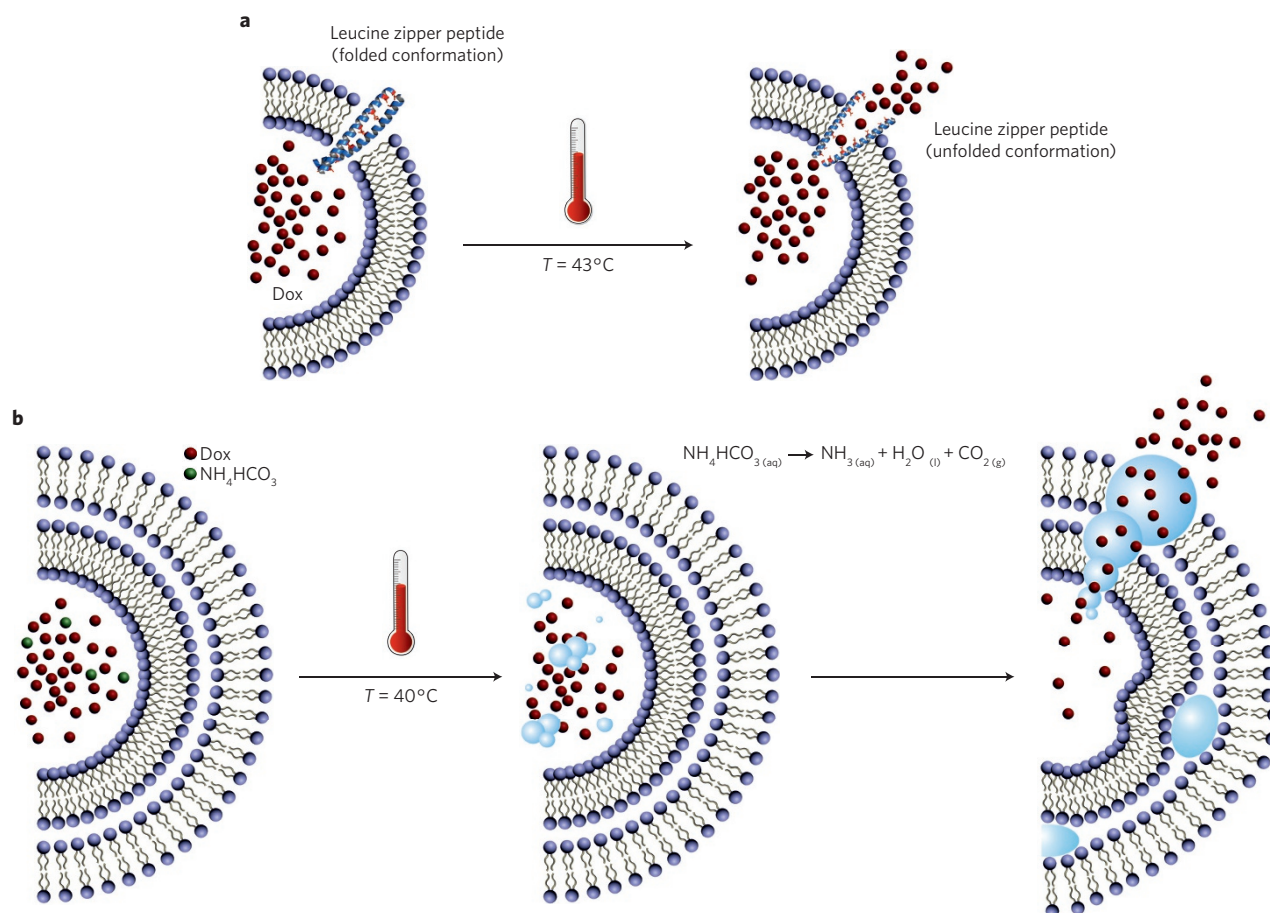 a
Leucine zipper peptide
(folded conformation)
Leucine zipper peptide
(unfolded conformation)
T = 43°C
Dox
b
Dox
NH₄HCO₃
NH₄HCO₃ (aq) → NH₃ (aq) + H₂O (l) + CO₂ (g)
T = 40°C